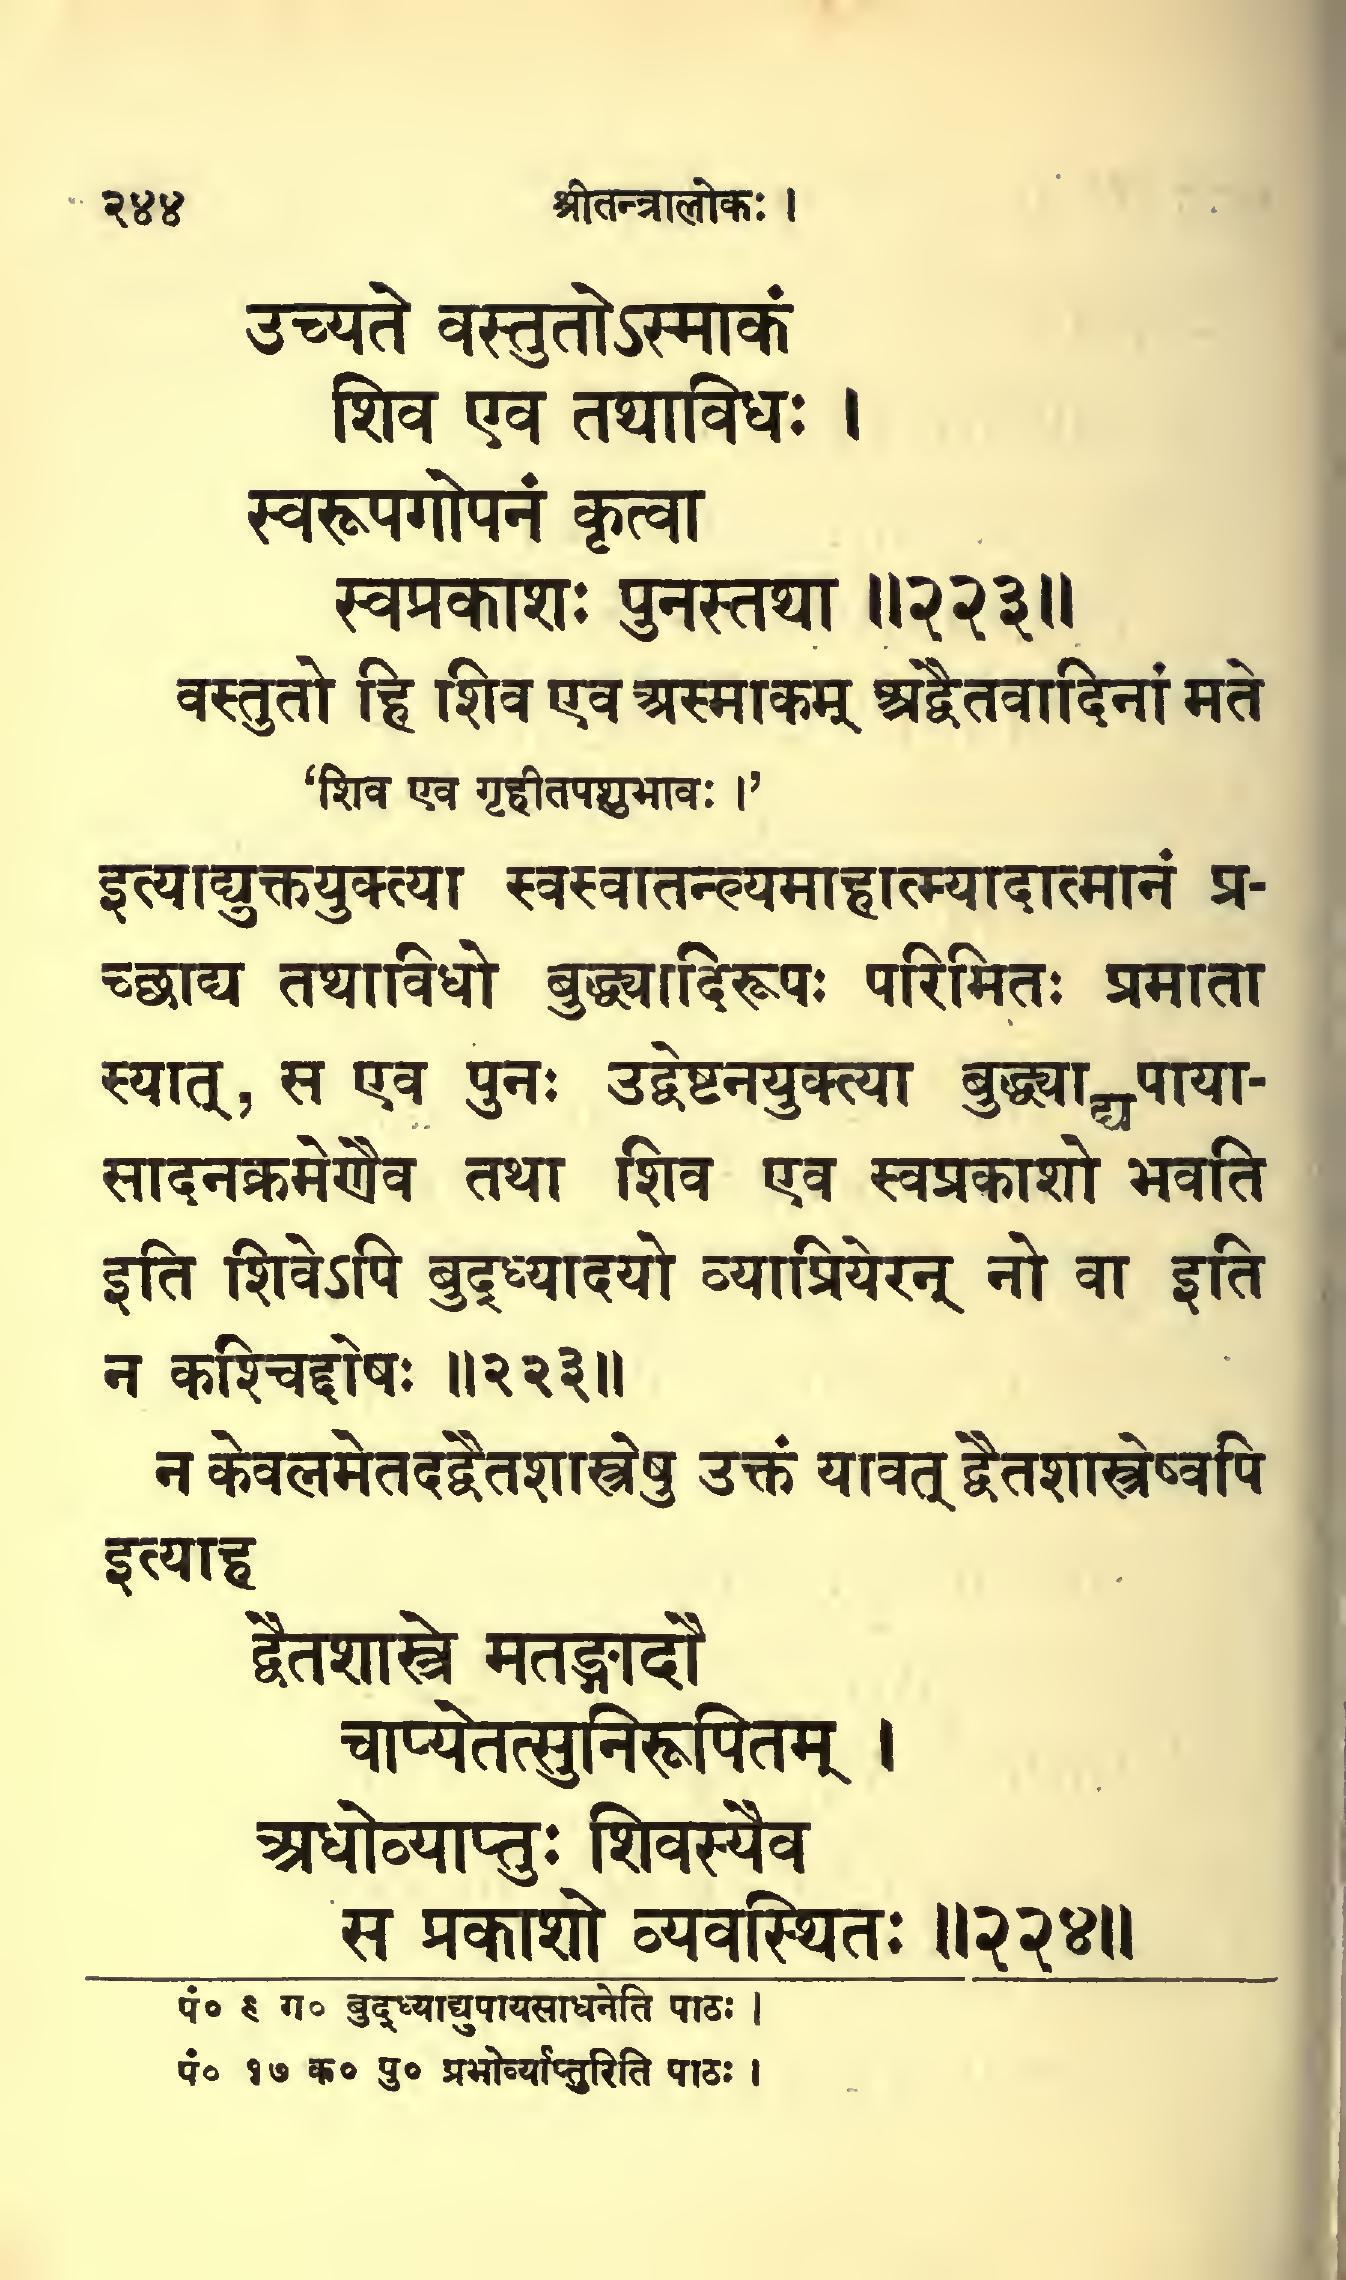 २४४ श्रीतन्त्रालोकः ।
उच्यते वस्तुतोऽस्माकं
शिव एव तथाविधः ।
स्वरूपगोपनं कृत्वा
स्वप्रकाशः पुनस्तथा ॥२२३॥
वस्तुतो हि शिव एव अस्माकम् अद्वैतवादिनां मते
‘शिव एव गृहीतपशुभावः ।’
इत्याद्युक्तयुक्त्या स्वस्वातन्त्र्यमाहात्म्यादात्मानं प्र-
च्छाद्य तथाविधो बुद्ध्यादिरूपः परिमितः प्रमाता
स्यात्, स एव पुनः उद्वेष्टनयुक्त्या बुद्ध्याद्यपाया-
सादनक्रमेणैव तथा शिव एव स्वप्रकाशो भवति
इति शिवेऽपि बुद्ध्यादयो व्याप्रियेरन् नो वा इति
न कश्चिद्दोषः ॥२२३॥
न केवलमेतदद्वैतशास्त्रेषु उक्तं यावत् द्वैतशास्त्रेष्वपि
इत्याह
द्वैतशास्त्रे मतङ्गादौ
चाप्येतत्सुनिरूपितम् ।
अधोव्याप्तुः शिवस्यैव
स प्रकाशो व्यवस्थितः ॥२२४॥
पं० ९ ग० बुद्ध्याद्युपायसाधनेति पाठः ।
पं० १७ क० पु० प्रभोर्व्याप्तुरिति पाठः ।